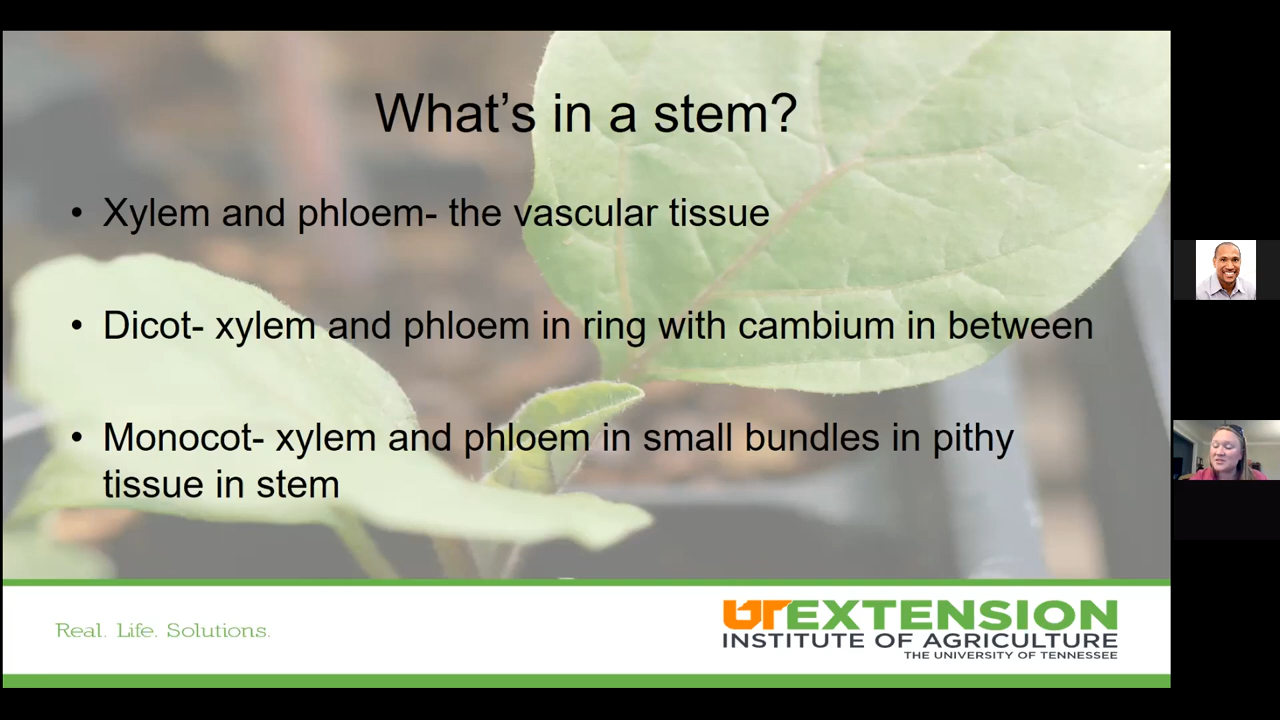 What's in a stem?
• Xylem and phloem- the vascular tissue
• Dicot- xylem and phloem in ring with cambium in between
• Monocot- xylem and phloem in small bundles in pithy
tissue in stem
Real. Life. Solutions.
UT EXTENSION
INSTITUTE OF AGRICULTURE
THE UNIVERSITY OF TENNESSEE